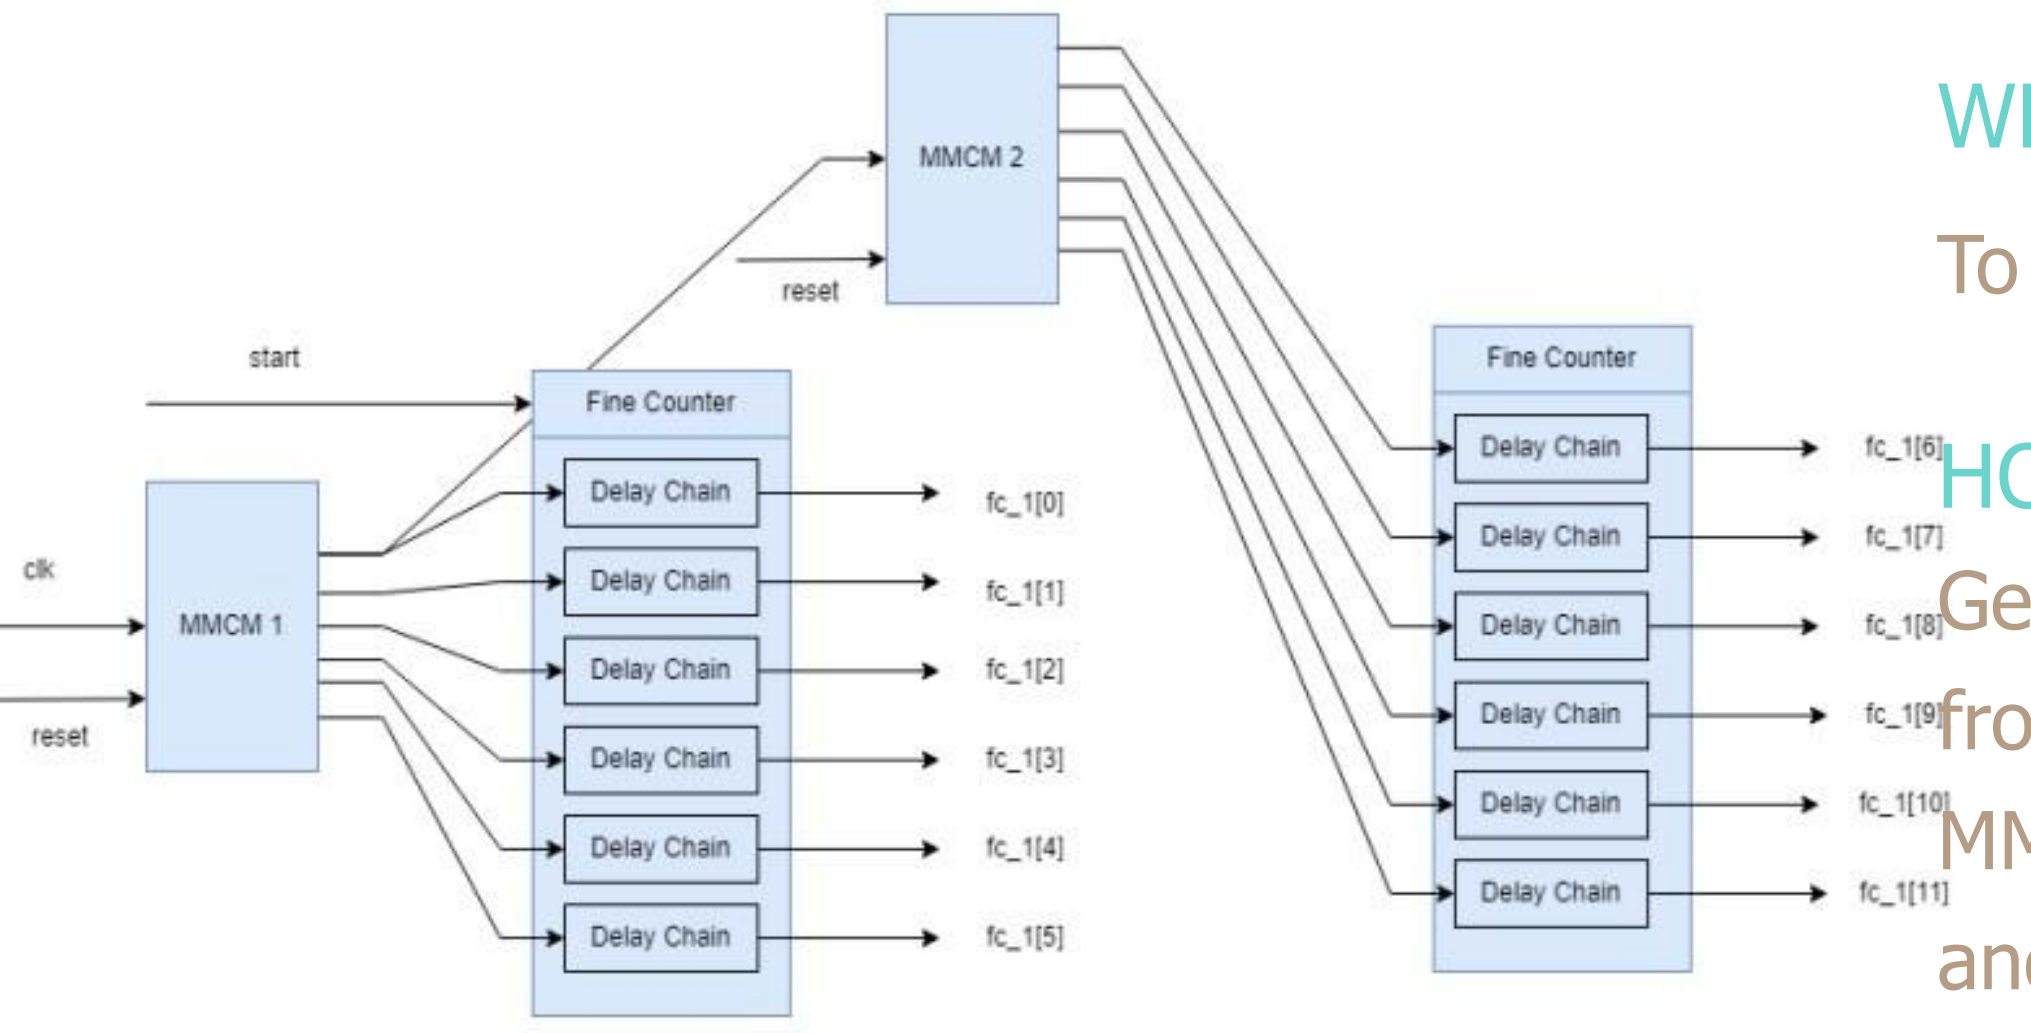 MMCM 2
reset
start
Fine Counter
Delay Chain
fc_1[0]
Delay Chain
fc_1[1]
Delay Chain
fc_1[2]
Delay Chain
fc_1[3]
Delay Chain
fc_1[4]
Delay Chain
fc_1[5]
clk
MMCM 1
reset
Fine Counter
Delay Chain
fc_1[6]
Delay Chain
fc_1[7]
Delay Chain
fc_1[8]
Delay Chain
fc_1[9]
Delay Chain
fc_1[10]
Delay Chain
fc_1[11]
To